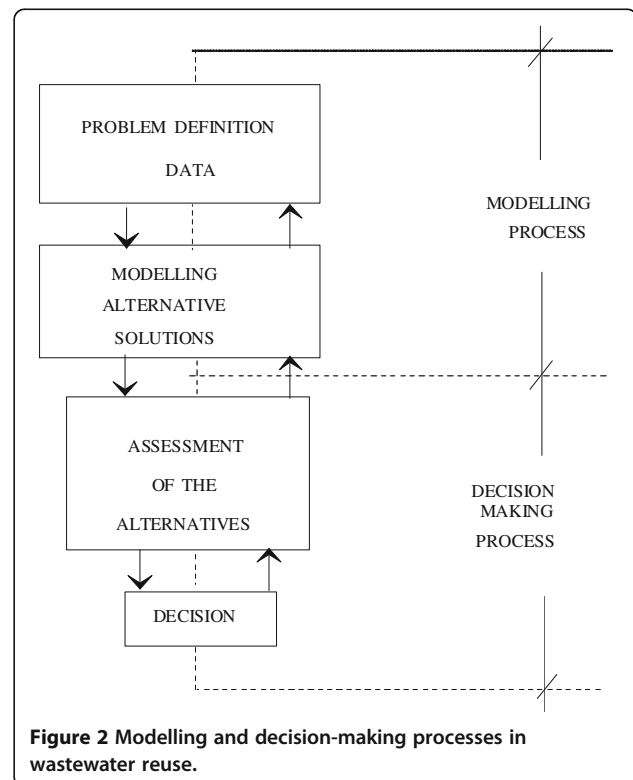 PROBLEM DEFINITION
DATA
MODELLING
PROCESS
MODELLING
ALTERNATIVE
SOLUTIONS
ASSESSMENT
OF THE
ALTERNATIVES
DECISION
MAKING
PROCESS
DECISION
Figure 2 Modelling and decision-making processes in
wastewater reuse.